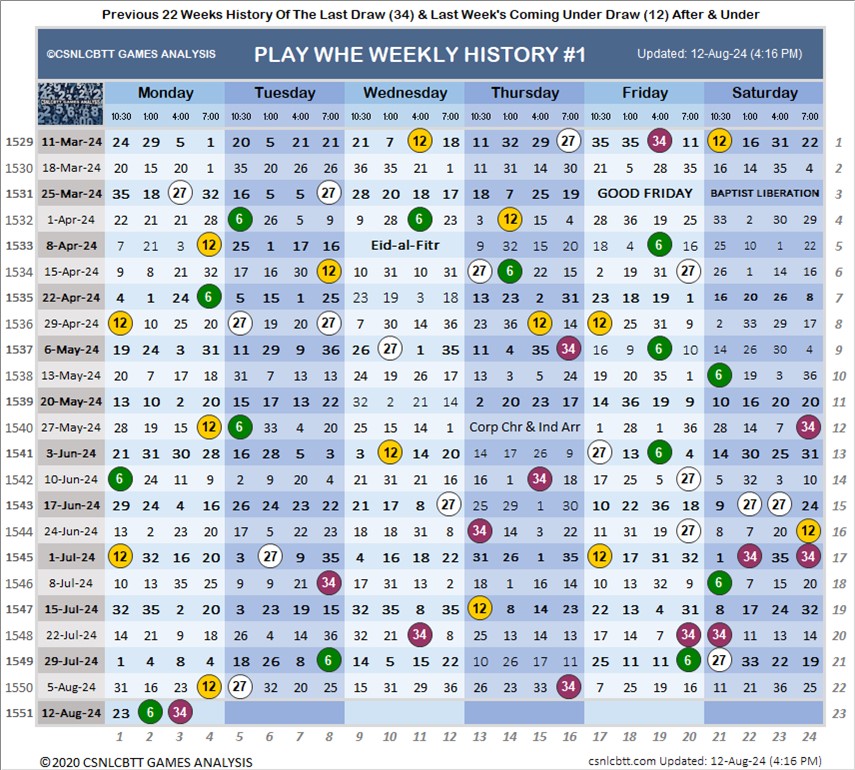 Previous 22 Weeks History Of The Last Draw (34) & Last Week's Coming Under Draw (12) After & Under
©CSNLCBTT GAMES ANALYSIS PLAY WHE WEEKLY HISTORY #1 Updated: 12-Aug-24 (4:16 PM)
Monday Tuesday Wednesday Thursday Friday Saturday
10:30 1:00 4:00 7:00 10:30 1:00 4:00 7:00 10:30 1:00 4:00 7:00 10:30 1:00 4:00 7:00 10:30 1:00 4:00 7:00 10:30 1:00 4:00 7:00
1529 11-Mar-24 24 29 5 1 20 5 21 21 21 7 12 18 11 32 29 27 35 35 34 11 12 16 31 22 1
1530 18-Mar-24 20 15 20 1 35 20 26 26 36 35 21 1 11 31 14 30 21 5 28 35 16 14 35 4 2
1531 25-Mar-24 35 18 27 32 16 5 5 27 28 20 18 17 18 7 25 19 GOOD FRIDAY BAPTIST LIBERATION 3
1532 1-Apr-24 22 21 21 28 6 26 5 9 9 28 6 23 3 12 15 4 28 36 19 25 33 2 30 29 4
1533 8-Apr-24 7 21 3 12 25 1 17 16 Eid-al-Fitr 9 32 15 20 18 4 6 16 25 10 1 22 5
1534 15-Apr-24 9 8 21 32 17 16 30 12 10 31 10 31 27 6 22 15 2 19 31 27 26 1 14 16 6
1535 22-Apr-24 4 1 24 6 5 15 1 25 23 19 3 18 13 23 2 31 23 18 19 1 16 20 26 8 7
1536 29-Apr-24 12 10 25 20 27 19 20 27 7 30 14 36 23 36 12 14 12 25 31 9 2 33 29 17 8
1537 6-May-24 19 24 3 31 11 29 9 36 26 27 1 35 11 4 35 34 16 9 6 10 14 26 30 4 9
1538 13-May-24 20 7 17 18 31 7 13 13 24 19 26 17 13 3 5 24 19 20 35 1 6 19 3 36 10
1539 20-May-24 13 10 2 20 15 17 13 22 32 2 21 14 2 20 23 17 14 36 19 9 10 16 20 20 11
1540 27-May-24 28 19 15 12 6 33 4 20 25 15 14 1 Corp Chr & Ind Arr 1 28 1 36 28 14 7 34 12
1541 3-Jun-24 21 31 30 28 16 28 5 3 3 12 14 20 14 17 26 9 27 13 6 4 14 30 25 31 13
1542 10-Jun-24 6 24 9 11 2 9 20 4 21 31 21 16 1 15 34 18 17 20 25 27 5 32 3 10 14
1543 17-Jun-24 29 24 4 16 26 24 23 22 21 17 8 27 25 29 1 30 10 22 36 18 9 27 27 24 15
1544 24-Jun-24 13 2 23 20 17 5 22 23 18 18 31 8 34 14 3 22 11 31 19 27 8 7 20 12 16
1545 1-Jul-24 12 32 16 20 3 27 9 35 4 16 18 22 31 26 1 35 12 17 31 32 1 34 35 34 17
1546 8-Jul-24 10 13 35 25 9 9 21 34 17 31 13 2 18 1 16 14 14 31 18 29 6 7 15 20 18
1547 15-Jul-24 32 35 2 20 3 23 19 15 32 35 8 35 12 8 14 23 22 13 4 31 8 17 24 32 19
1548 22-Jul-24 14 21 9 18 26 4 14 36 32 21 34 8 25 13 14 13 17 14 7 34 34 11 13 14 20
1549 29-Jul-24 1 4 8 4 18 26 8 6 14 5 15 22 10 26 17 11 25 11 11 6 27 33 22 19 21
1550 5-Aug-24 31 16 23 12 27 32 20 25 15 31 29 36 26 23 33 34 7 25 19 16 11 21 36 25 22
1551 12-Aug-24 23 6 34 23
1 2 3 4 5 6 7 8 9 10 11 12 13 14 15 16 17 18 19 20 21 22 23 24
©2020 CSNLCBTT GAMES ANALYSIS csnlcbtt.com Updated: 12-Aug-24 (4:16 PM)